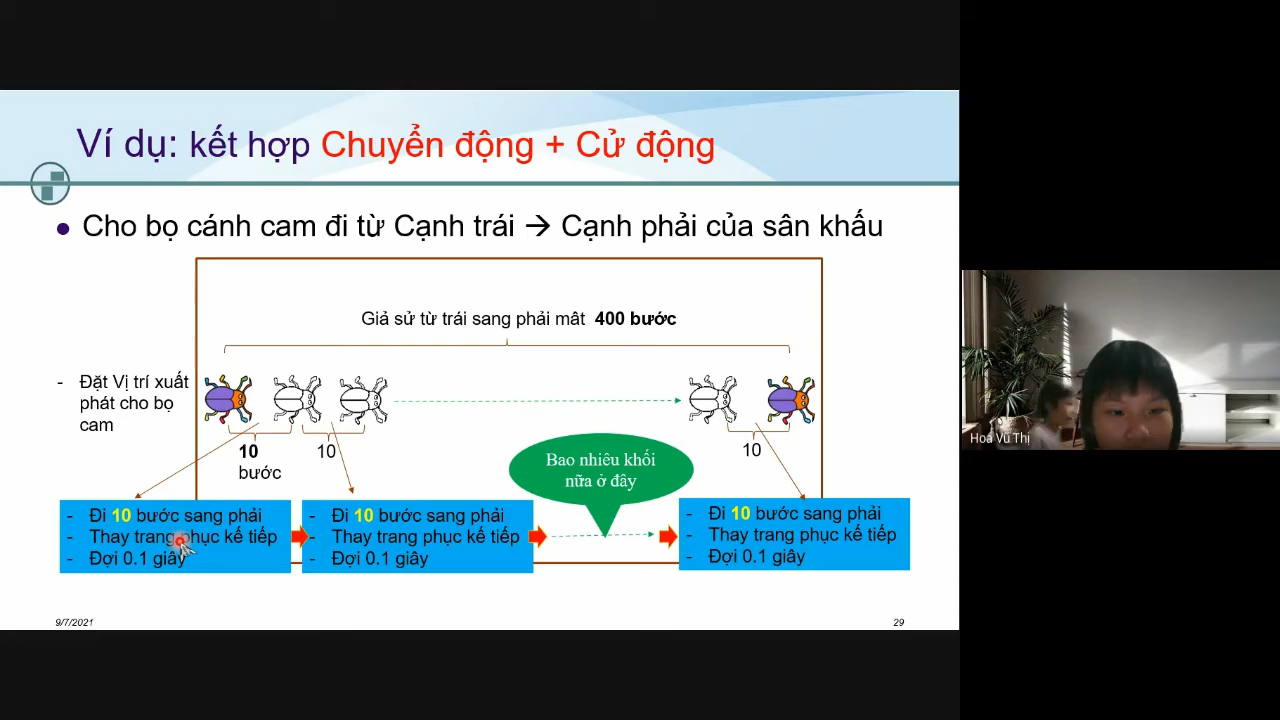 Ví dụ: kết hợp Chuyển động + Cử động
Cho bọ cánh cam đi từ Cạnh trái → Cạnh phải của sân khấu
Giả sử từ trái sang phải mât 400 bước
- Đặt Vị trí xuất
phát cho bọ
cam
10
bước
10
10
Bao nhiêu khối
nữa ở đây
- Đi 10 bước sang phải
- Thay trang phục kế tiếp
- Đợi 0.1 giây
- Đi 10 bước sang phải
- Thay trang phục kế tiếp
- Đợi 0.1 giây
- Đi 10 bước sang phải
- Thay trang phục kế tiếp
- Đợi 0.1 giây
9/7/2021
29
Hoa Vũ Thị